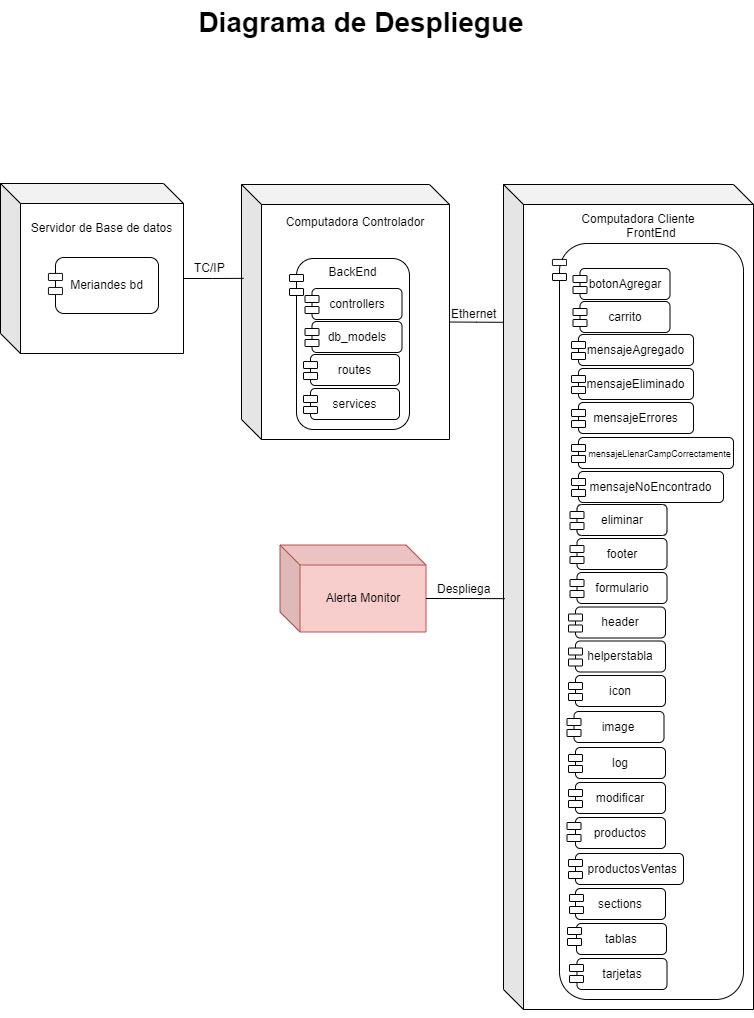 Diagrama de Despliegue
Servidor de Base de datos
Meriandes bd
TC/IP
Computadora Controlador
BackEnd
controllers
db_models
routes
services
Ethernet
Computadora Cliente
FrontEnd
botonAgregar
carrito
mensajeAgregado
mensajeEliminado
mensajeErrores
mensajeLlenarCampCorrectamente
mensajeNoEncontrado
eliminar
footer
formulario
header
helperstabla
icon
image
log
modificar
productos
productosVentas
sections
tablas
tarjetas
Alerta Monitor
Despliega